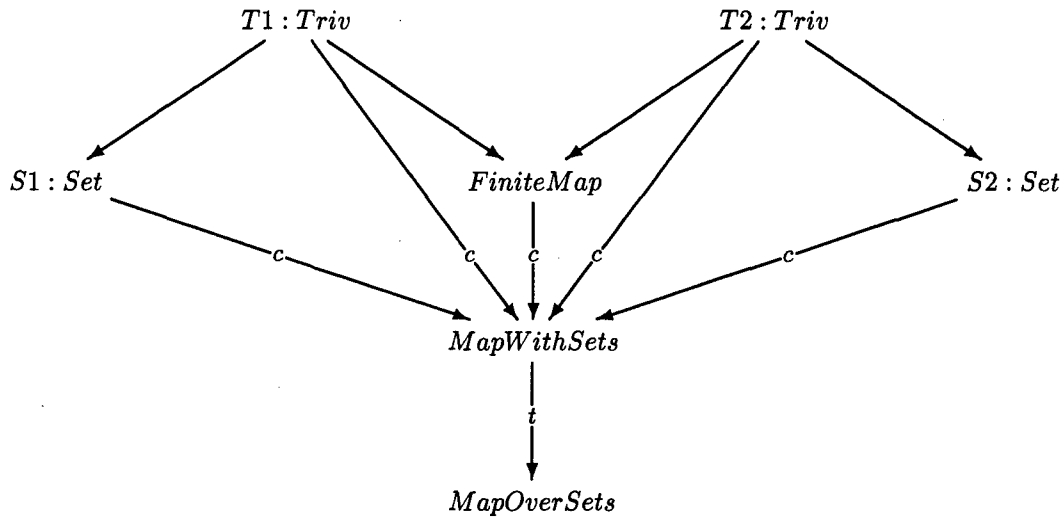 T1 : Triv T2 : Triv
S1 : Set FiniteMap S2 : Set
c c c c c
MapWithSets
t
MapOverSets